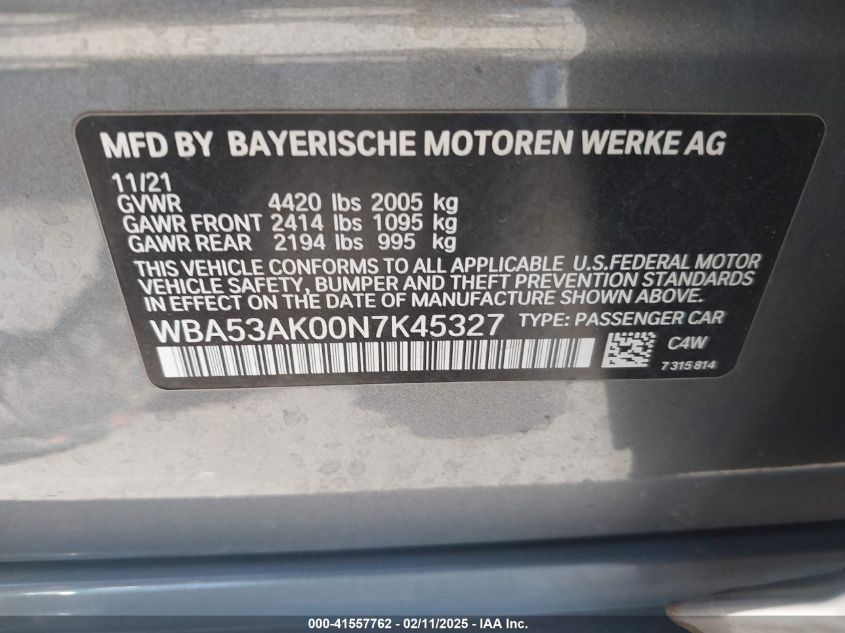 MFD BY BAYERISCHE MOTOREN WERKE AG
11/21
GVWR 4420 lbs 2005 kg
GAWR FRONT 2414 lbs 1095 kg
GAWR REAR 2194 lbs 995 kg
THIS VEHICLE CONFORMS TO ALL APPLICABLE U.S.FEDERAL MOTOR
VEHICLE SAFETY, BUMPER AND THEFT PREVENTION STANDARDS
IN EFFECT ON THE DATE OF MANUFACTURE SHOWN ABOVE.
WBA53AK00N7K45327 TYPE: PASSENGER CAR
C4W
7315814
000-41557762 - 02/11/2025 - IAA Inc.